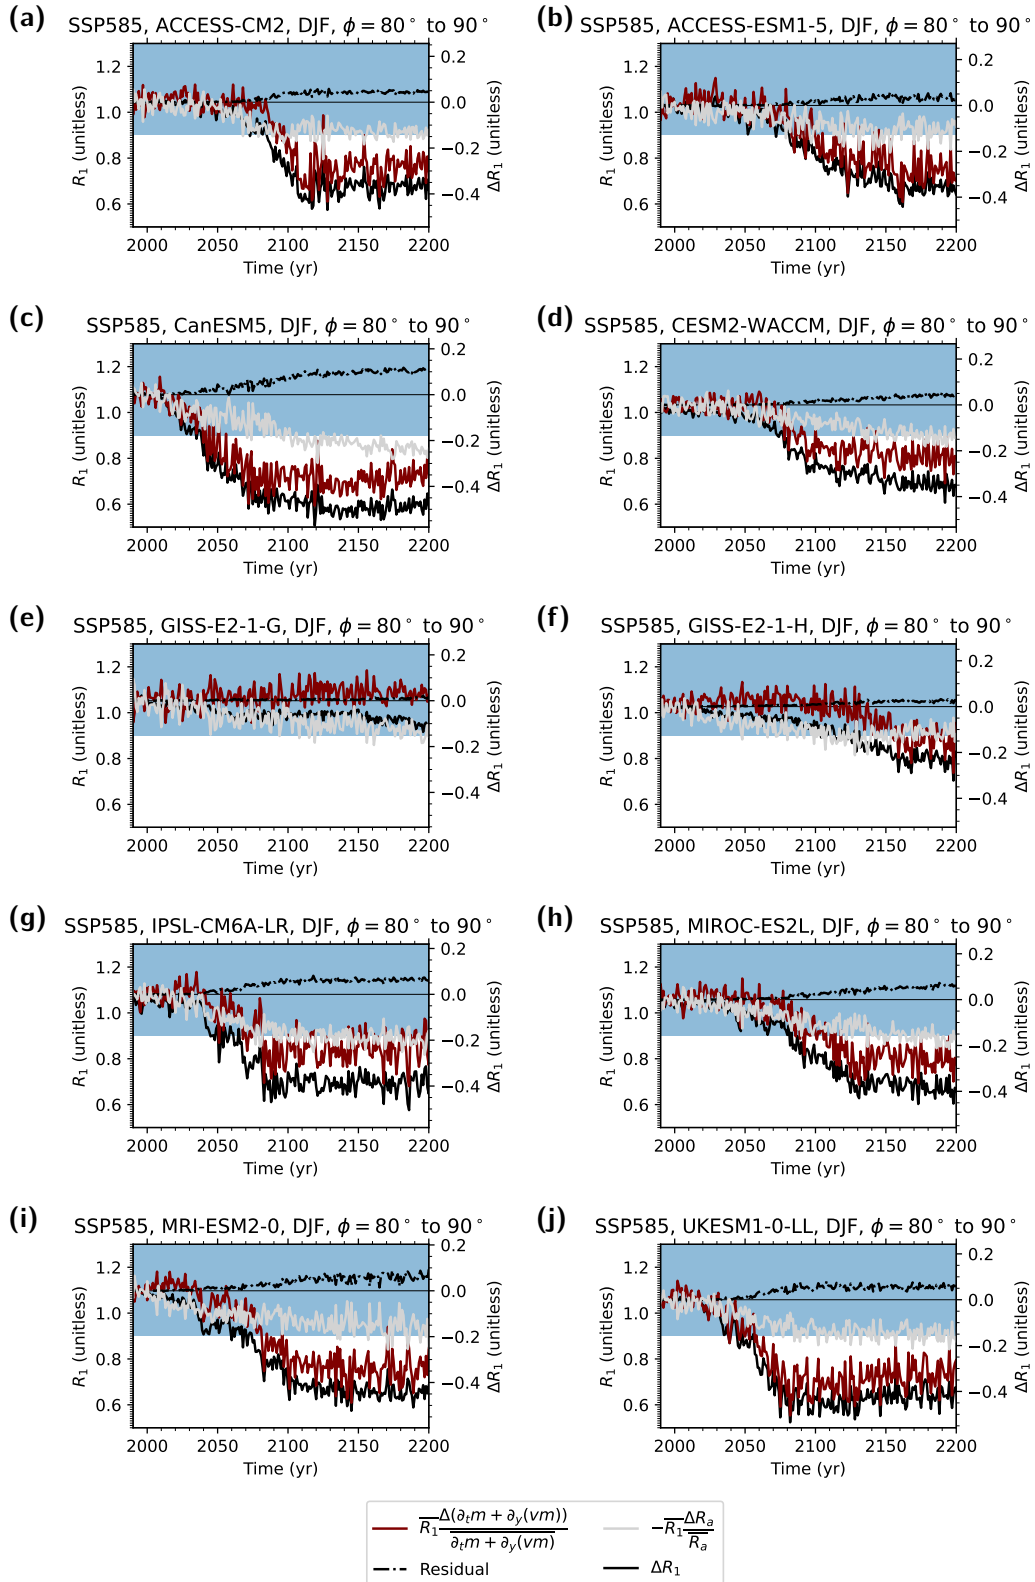 (a) SSP585, ACCESS-CM2, DJF, ϕ = 80° to 90°
R₁ (unitless)
1.2
1.0
0.8
0.6
0.2
0.0
−0.2
−0.4
ΔR₁ (unitless)
2000 2050 2100 2150 2200
Time (yr)
(b) SSP585, ACCESS-ESM1-5, DJF, ϕ = 80° to 90°
R₁ (unitless)
1.2
1.0
0.8
0.6
0.2
0.0
−0.2
−0.4
ΔR₁ (unitless)
2000 2050 2100 2150 2200
Time (yr)
(c) SSP585, CanESM5, DJF, ϕ = 80° to 90°
R₁ (unitless)
1.2
1.0
0.8
0.6
0.2
0.0
−0.2
−0.4
ΔR₁ (unitless)
2000 2050 2100 2150 2200
Time (yr)
(d) SSP585, CESM2-WACCM, DJF, ϕ = 80° to 90°
R₁ (unitless)
1.2
1.0
0.8
0.6
0.2
0.0
−0.2
−0.4
ΔR₁ (unitless)
2000 2050 2100 2150 2200
Time (yr)
(e) SSP585, GISS-E2-1-G, DJF, ϕ = 80° to 90°
R₁ (unitless)
1.2
1.0
0.8
0.6
0.2
0.0
−0.2
−0.4
ΔR₁ (unitless)
2000 2050 2100 2150 2200
Time (yr)
(f) SSP585, GISS-E2-1-H, DJF, ϕ = 80° to 90°
R₁ (unitless)
1.2
1.0
0.8
0.6
0.2
0.0
−0.2
−0.4
ΔR₁ (unitless)
2000 2050 2100 2150 2200
Time (yr)
(g) SSP585, IPSL-CM6A-LR, DJF, ϕ = 80° to 90°
R₁ (unitless)
1.2
1.0
0.8
0.6
0.2
0.0
−0.2
−0.4
ΔR₁ (unitless)
2000 2050 2100 2150 2200
Time (yr)
(h) SSP585, MIROC-ES2L, DJF, ϕ = 80° to 90°
R₁ (unitless)
1.2
1.0
0.8
0.6
0.2
0.0
−0.2
−0.4
ΔR₁ (unitless)
2000 2050 2100 2150 2200
Time (yr)
(i) SSP585, MRI-ESM2-0, DJF, ϕ = 80° to 90°
R₁ (unitless)
1.2
1.0
0.8
0.6
0.2
0.0
−0.2
−0.4
ΔR₁ (unitless)
2000 2050 2100 2150 2200
Time (yr)
(j) SSP585, UKESM1-0-LL, DJF, ϕ = 80° to 90°
R₁ (unitless)
1.2
1.0
0.8
0.6
0.2
0.0
−0.2
−0.4
ΔR₁ (unitless)
2000 2050 2100 2150 2200
Time (yr)
$\overline{R_1}\frac{\Delta(\partial_t m + \partial_y(vm))}{\overline{\partial_t m + \partial_y(vm)}}$
Residual
$-\overline{R_1}\frac{\Delta R_a}{\overline{R_a}}$
ΔR₁